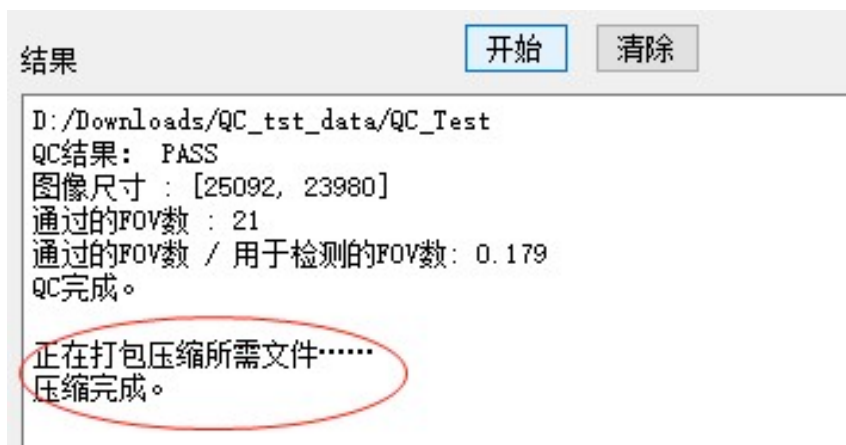 结果
开始
清除
D:/Downloads/QC_tst_data/QC_Test
QC结果: PASS
图像尺寸 : [25092, 23980]
通过的FOV数 : 21
通过的FOV数 / 用于检测的FOV数: 0.179
QC完成。
正在打包压缩所需文件……
压缩完成。